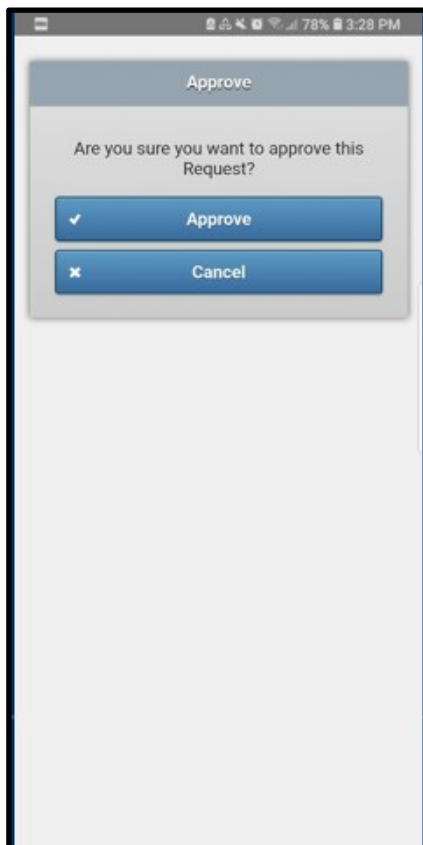 78% 3:28 PM
Approve
Are you sure you want to approve this
Request?
Approve
Cancel